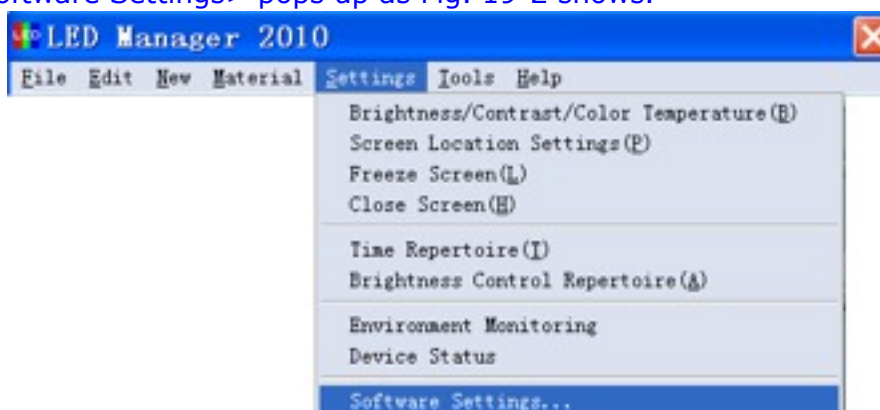 oftware Settings> pops up as Fig. 19-2 shows.
LED Manager 2010
File Edit New Material Settings Tools Help
Brightness/Contrast/Color Temperature(B)
Screen Location Settings(P)
Freeze Screen(L)
Close Screen(H)
Time Repertoire(I)
Brightness Control Repertoire(A)
Environment Monitoring
Device Status
Software Settings...